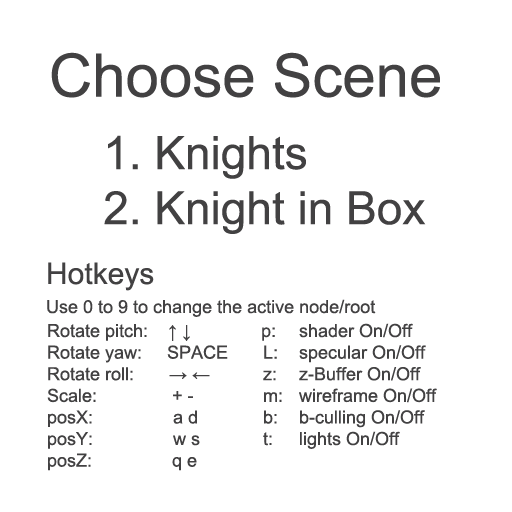 Choose Scene
1. Knights
2. Knight in Box
Hotkeys
Use 0 to 9 to change the active node/root
Rotate pitch: ↑↓ p: shader On/Off
Rotate yaw: SPACE L: specular On/Off
Rotate roll: →← z: z-Buffer On/Off
Scale: + - m: wireframe On/Off
posX: a d b: b-culling On/Off
posY: w s t: lights On/Off
posZ: q e